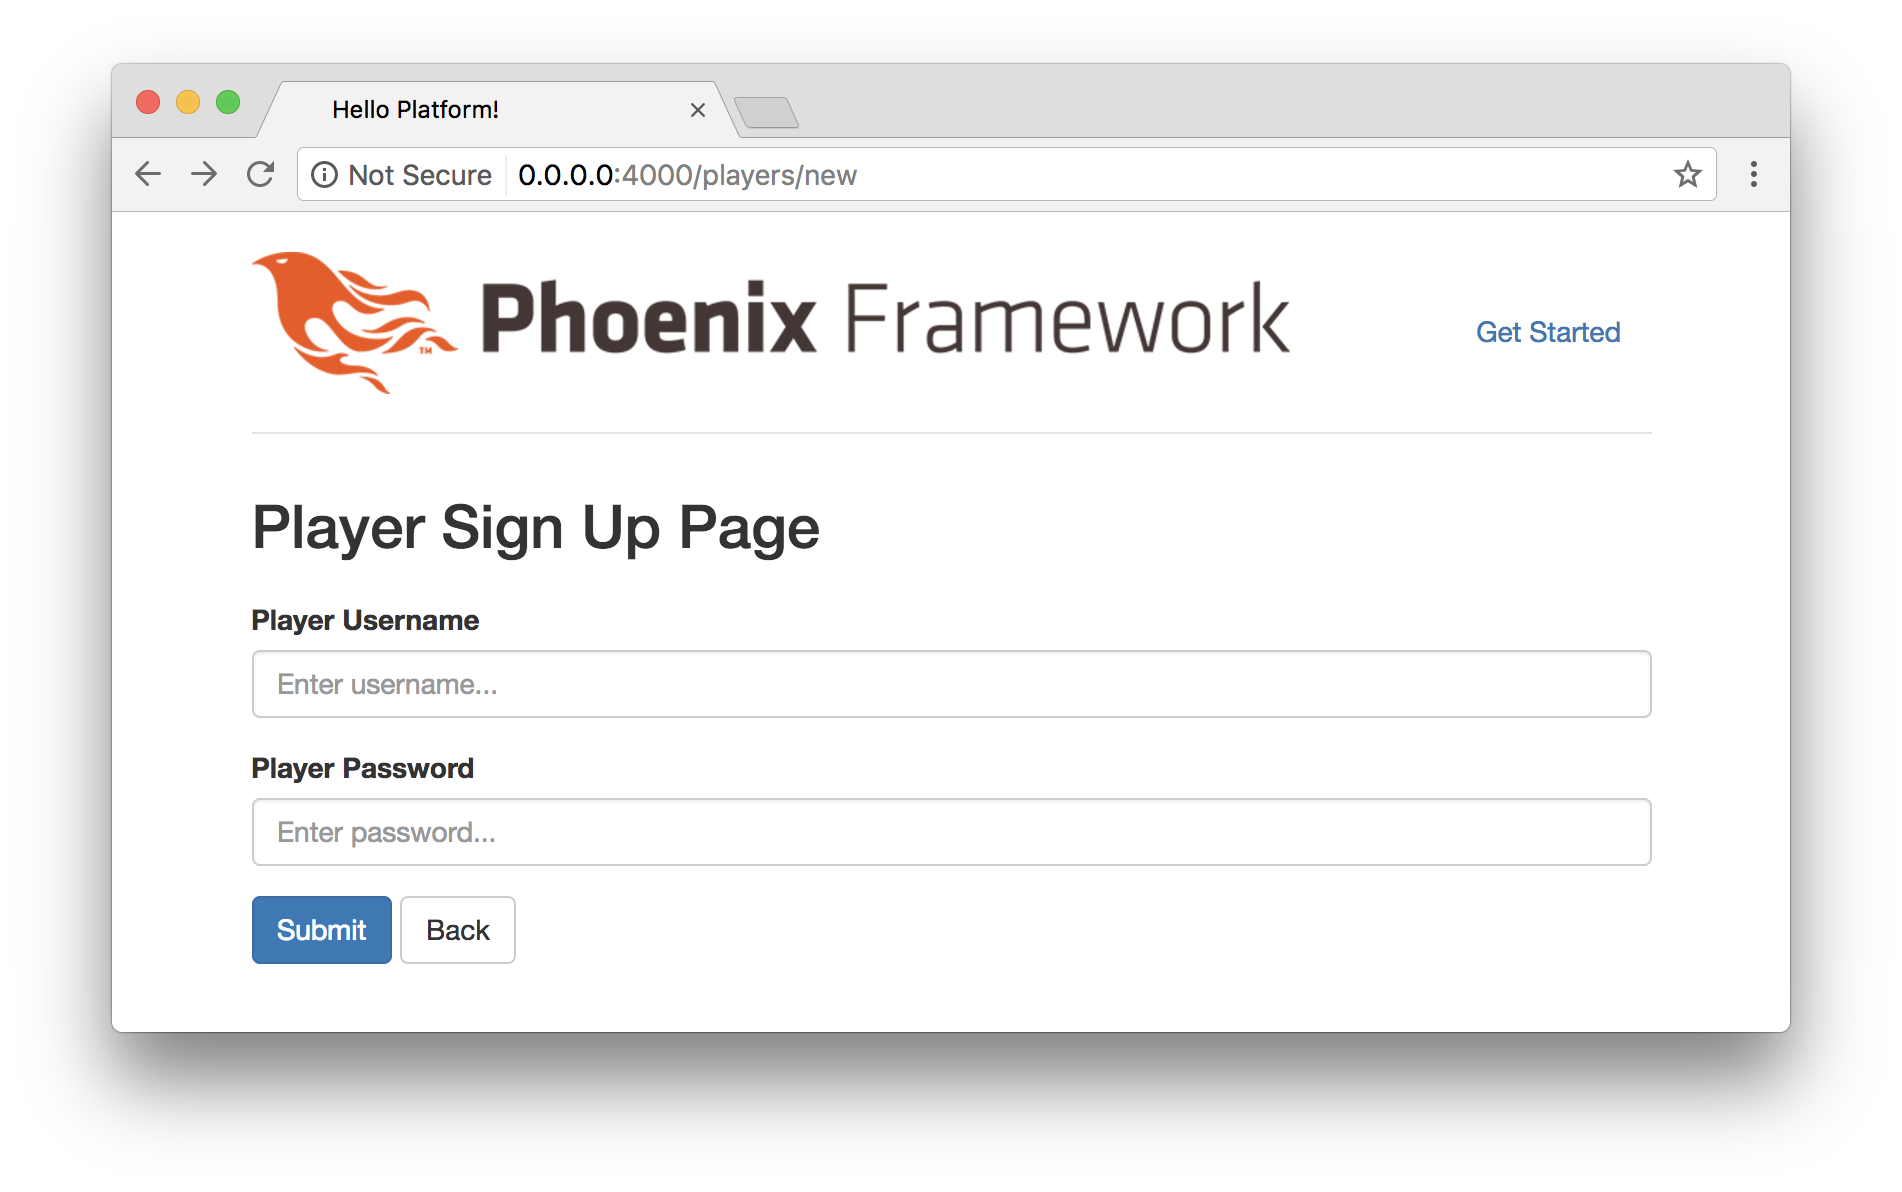 Hello Platform!
Not Secure 0.0.0.0:4000/players/new
Phoenix Framework
TM
Get Started
Player Sign Up Page
Player Username
Enter username...
Player Password
Enter password...
Submit Back